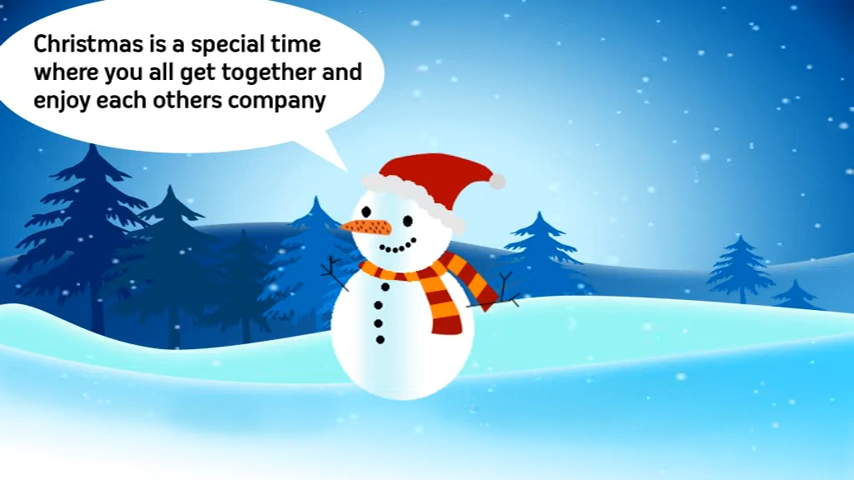 Christmas is a special time
where you all get together and
enjoy each others company